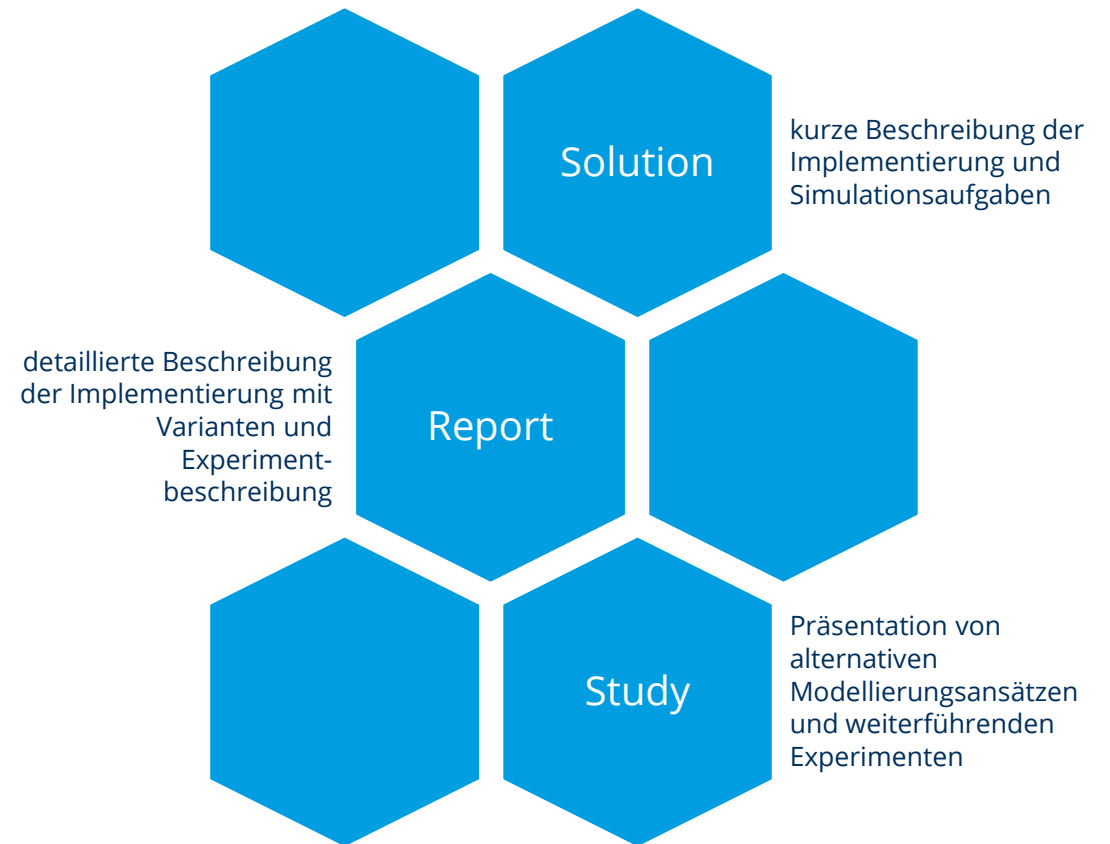 Solution
kurze Beschreibung der
Implementierung und
Simulationsaufgaben
detaillierte Beschreibung
der Implementierung mit
Varianten und
Experiment-
beschreibung
Report
Study
Präsentation von
alternativen
Modellierungsansätzen
und weiterführenden
Experimenten